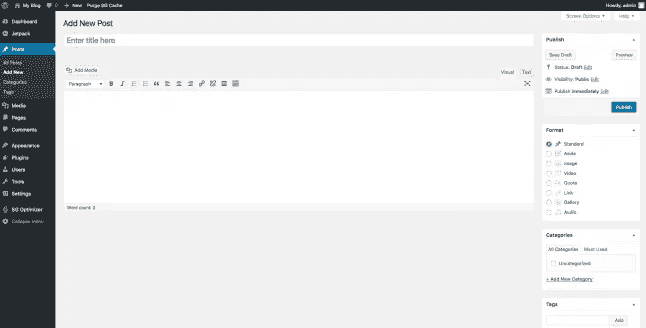 My Blog 0 + New Purge SG Cache
Howdy, admin
Screen Options Help
Dashboard
Jetpack
Posts
All Posts
Add New
Categories
Tags
Media
Pages
Comments
Appearance
Plugins
Users
Tools
Settings
SG Optimizer
Collapse menu
Add New Post
Enter title here
Add Media
Visual Text
Paragraph B I
Word count: 0
Publish
Save Draft Preview
Status: Draft Edit
Visibility: Public Edit
Publish immediately Edit
Publish
Format
Standard
Aside
Image
Video
Quote
Link
Gallery
Audio
Categories
All Categories Most Used
Uncategorized
+ Add New Category
Tags
Add